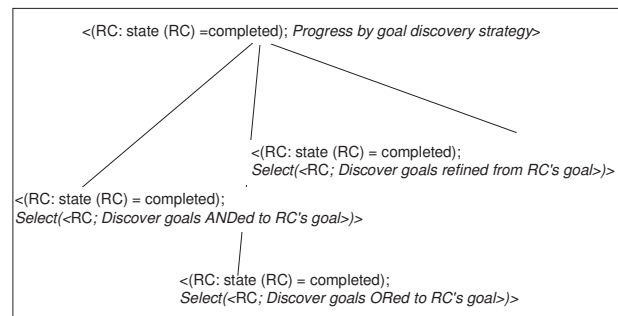 <(RC: state (RC) =completed); Progress by goal discovery strategy>
<(RC: state (RC) = completed);
Select(<RC; Discover goals refined from RC's goal>)>
<(RC: state (RC) = completed);
Select(<RC; Discover goals ANDed to RC's goal>)>
<(RC: state (RC) = completed);
Select(<RC; Discover goals ORed to RC's goal>)>